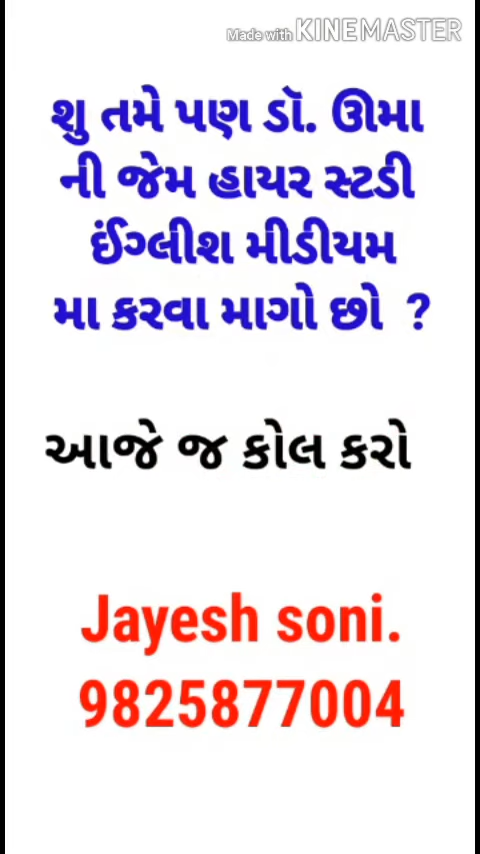 Made with KINEMASTER
શુ તમે પણ ડૉ. ઊમા
ની જેમ હાયર સ્ટડી
ઈંગ્લીશ મીડીયમ
મા કરવા માગો છો ?
આજે જ કોલ કરો
Jayesh soni.
9825877004